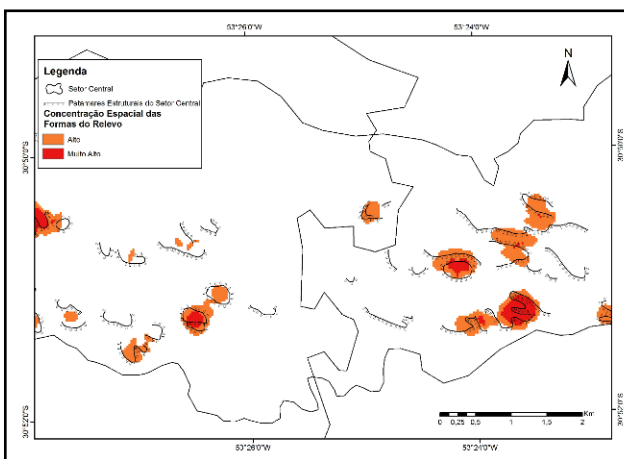 53°26'0"W
53°24'0"W
N
Legenda
Setor Central
Patamares Estruturais do Setor Central
Concentração Espacial das
Formas do Relevo
Alto
Muito Alto
30°50'0"S
30°50'0"S
30°52'0"S
30°52'0"S
0 0,25 0,5 1 1,5 2
Km
53°26'0"W
53°24'0"W